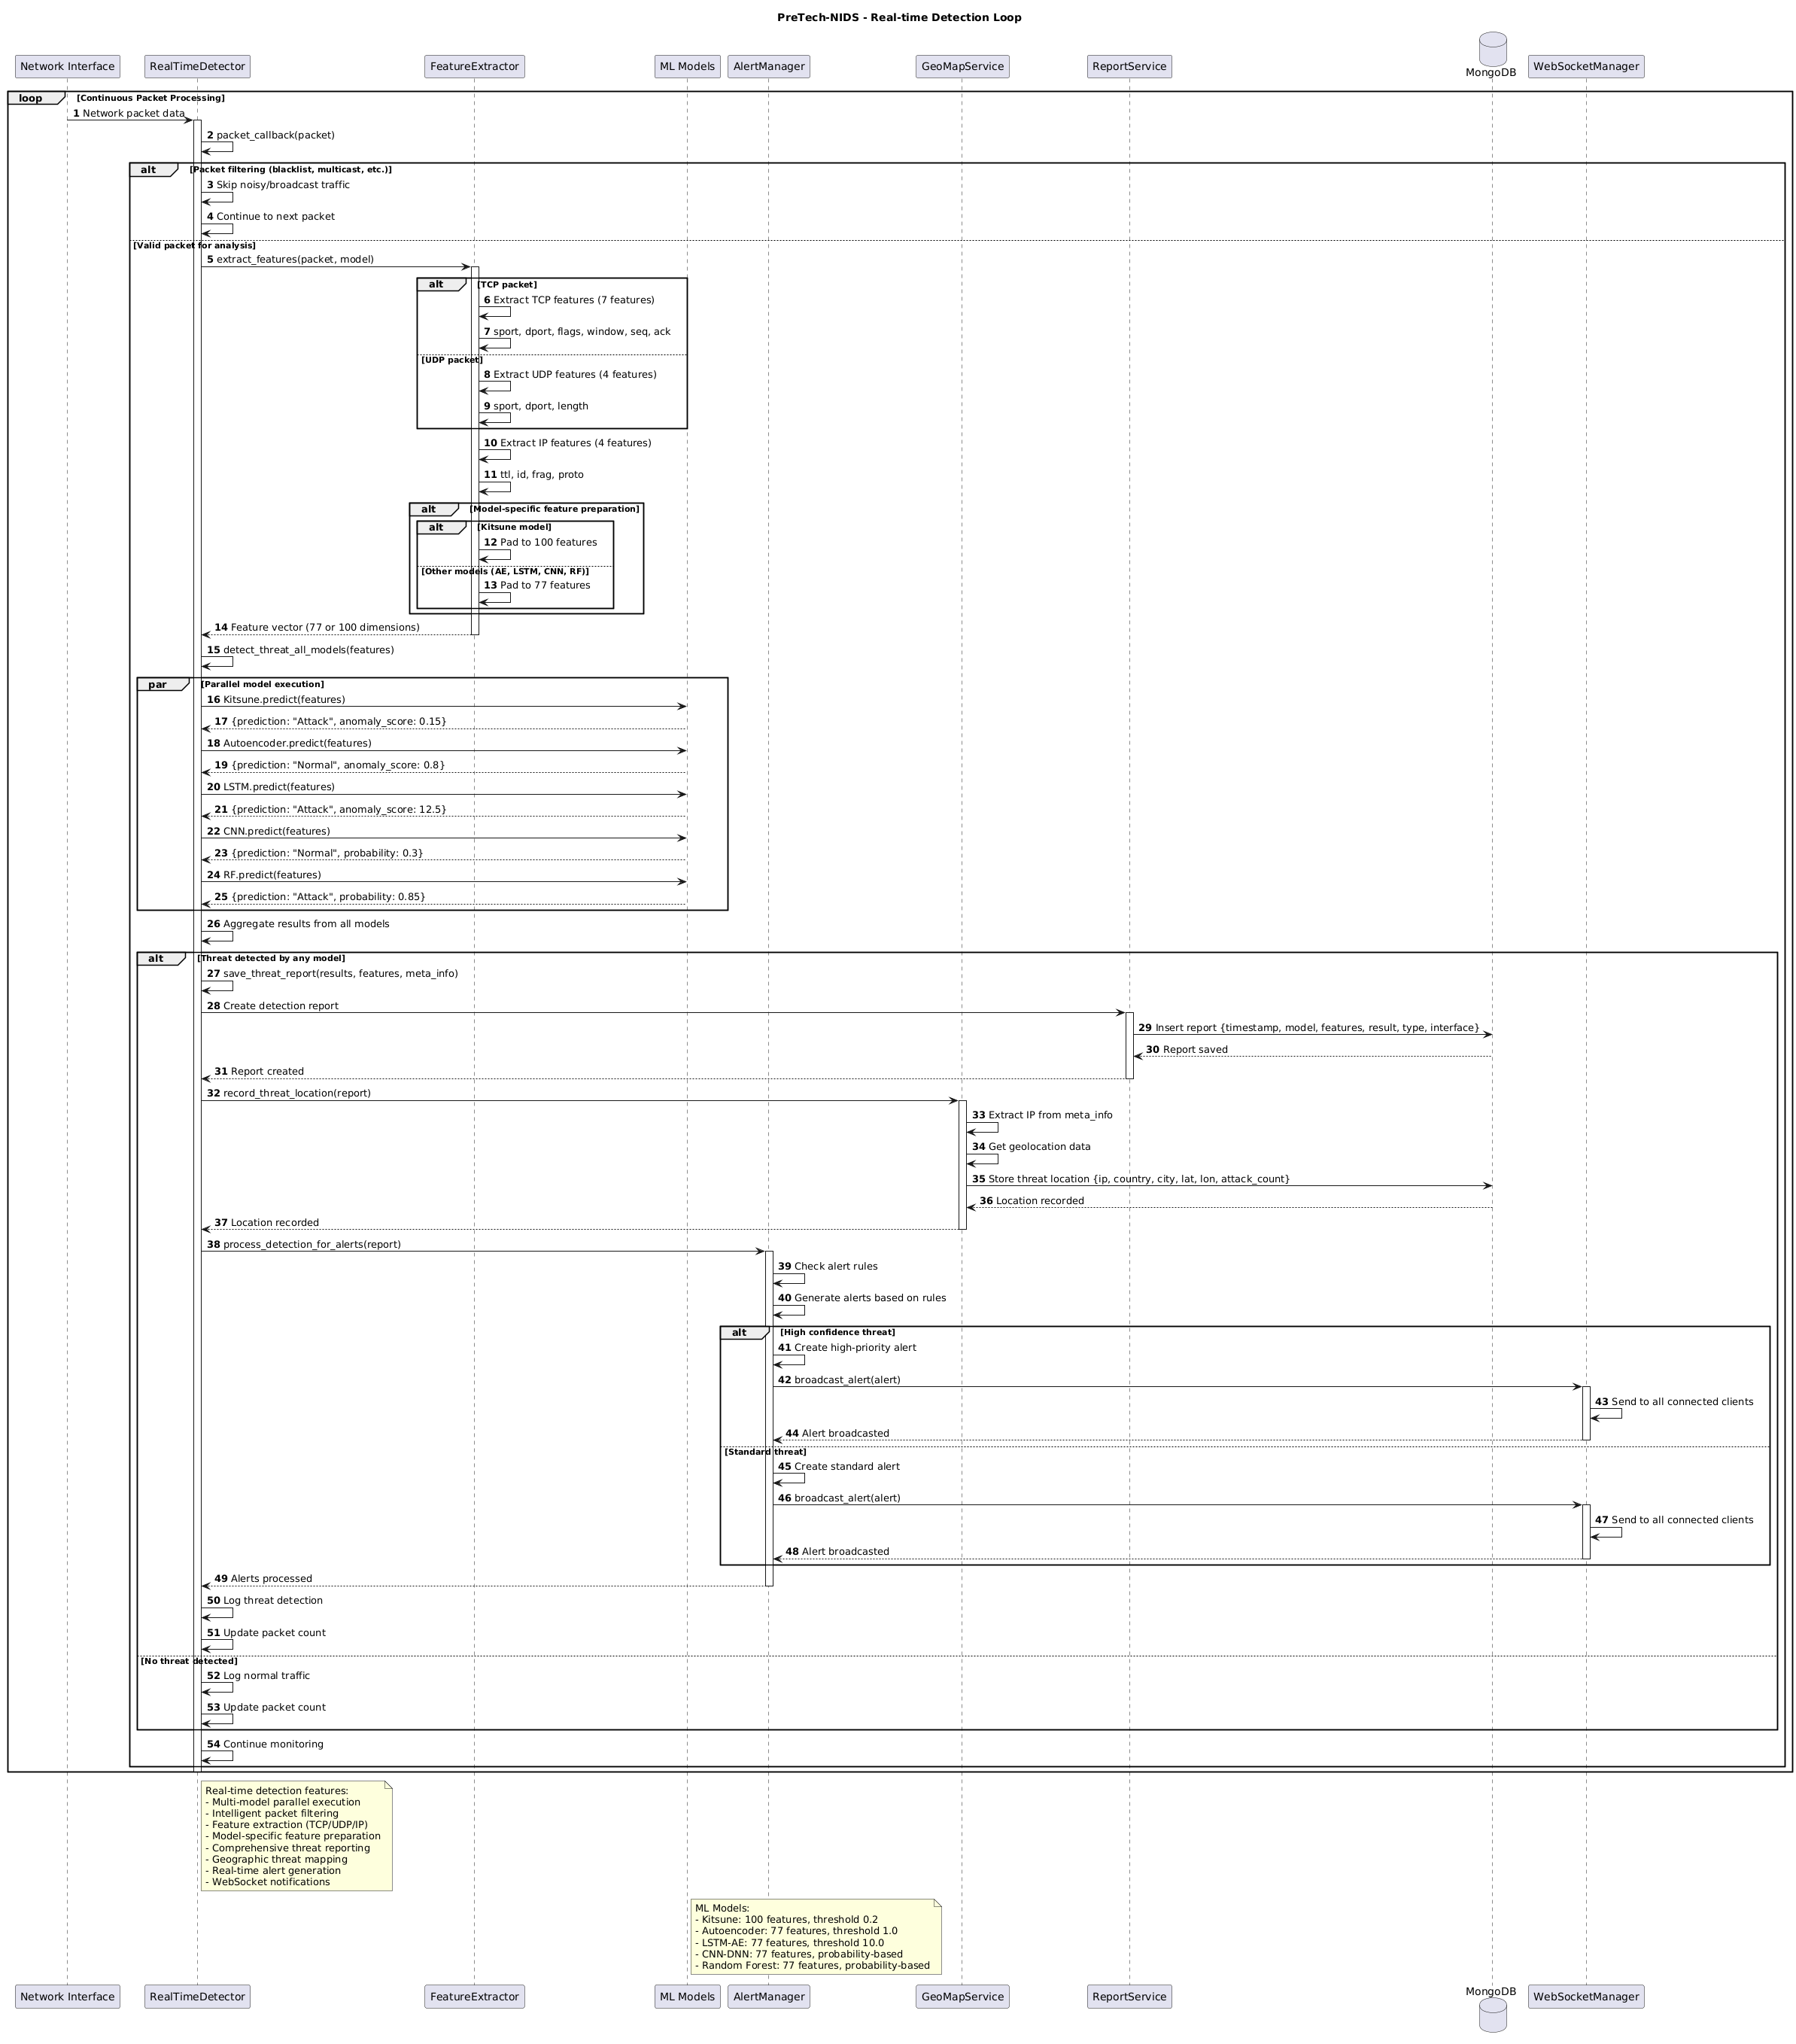 PreTech-NIDS - Real-time Detection Loop
Network Interface
RealTimeDetector
FeatureExtractor
ML Models
AlertManager
GeoMapService
ReportService
MongoDB
WebSocketManager
loop [Continuous Packet Processing]
1 Network packet data
2 packet_callback(packet)
alt [Packet filtering (blacklist, multicast, etc.)]
3 Skip noisy/broadcast traffic
4 Continue to next packet
[Valid packet for analysis]
5 extract_features(packet, model)
alt [TCP packet]
6 Extract TCP features (7 features)
7 sport, dport, flags, window, seq, ack
[UDP packet]
8 Extract UDP features (4 features)
9 sport, dport, length
10 Extract IP features (4 features)
11 ttl, id, frag, proto
alt [Model-specific feature preparation]
alt [Kitsune model]
12 Pad to 100 features
[Other models (AE, LSTM, CNN, RF)]
13 Pad to 77 features
14 Feature vector (77 or 100 dimensions)
15 detect_threat_all_models(features)
par [Parallel model execution]
16 Kitsune.predict(features)
17 {prediction: "Attack", anomaly_score: 0.15}
18 Autoencoder.predict(features)
19 {prediction: "Normal", anomaly_score: 0.8}
20 LSTM.predict(features)
21 {prediction: "Attack", anomaly_score: 12.5}
22 CNN.predict(features)
23 {prediction: "Normal", probability: 0.3}
24 RF.predict(features)
25 {prediction: "Attack", probability: 0.85}
26 Aggregate results from all models
alt [Threat detected by any model]
27 save_threat_report(results, features, meta_info)
28 Create detection report
29 Insert report {timestamp, model, features, result, type, interface}
30 Report saved
31 Report created
32 record_threat_location(report)
33 Extract IP from meta_info
34 Get geolocation data
35 Store threat location {ip, country, city, lat, lon, attack_count}
36 Location recorded
37 Location recorded
38 process_detection_for_alerts(report)
39 Check alert rules
40 Generate alerts based on rules
alt [High confidence threat]
41 Create high-priority alert
42 broadcast_alert(alert)
43 Send to all connected clients
44 Alert broadcasted
[Standard threat]
45 Create standard alert
46 broadcast_alert(alert)
47 Send to all connected clients
48 Alert broadcasted
49 Alerts processed
50 Log threat detection
51 Update packet count
[No threat detected]
52 Log normal traffic
53 Update packet count
54 Continue monitoring
Real-time detection features:
- Multi-model parallel execution
- Intelligent packet filtering
- Feature extraction (TCP/UDP/IP)
- Model-specific feature preparation
- Comprehensive threat reporting
- Geographic threat mapping
- Real-time alert generation
- WebSocket notifications
ML Models:
- Kitsune: 100 features, threshold 0.2
- Autoencoder: 77 features, threshold 1.0
- LSTM-AE: 77 features, threshold 10.0
- CNN-DNN: 77 features, probability-based
- Random Forest: 77 features, probability-based
Network Interface
RealTimeDetector
FeatureExtractor
ML Models
AlertManager
GeoMapService
ReportService
MongoDB
WebSocketManager